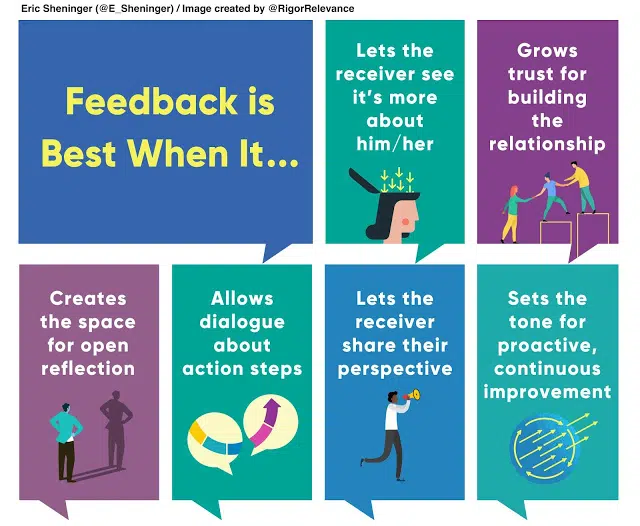 Eric Sheninger (@E_Sheninger) / Image created by @RigorRelevance
Feedback is
Best When It...
Lets the
receiver see
it's more
about
him/her
Grows
trust for
building
the
relationship
Creates
the space
for open
reflection
Allows
dialogue
about
action steps
Lets the
receiver
share their
perspective
Sets the
tone for
proactive,
continuous
improvement